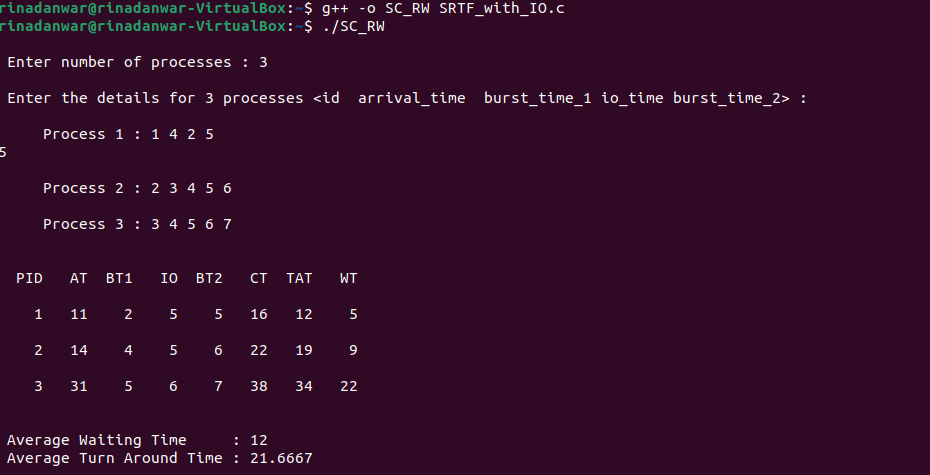 rinadanwar@rinadanwar-VirtualBox:~$ g++ -o SC_RW SRTF_with_IO.c
rinadanwar@rinadanwar-VirtualBox:~$ ./SC_RW
Enter number of processes : 3
Enter the details for 3 processes <id  arrival_time  burst_time_1 io_time burst_time_2> :
Process 1 : 1 4 2 5
5
Process 2 : 2 3 4 5 6
Process 3 : 3 4 5 6 7
PID   AT  BT1   IO  BT2   CT  TAT   WT
1   11    2    5    5   16   12    5
2   14    4    5    6   22   19    9
3   31    5    6    7   38   34   22
Average Waiting Time     : 12
Average Turn Around Time : 21.6667